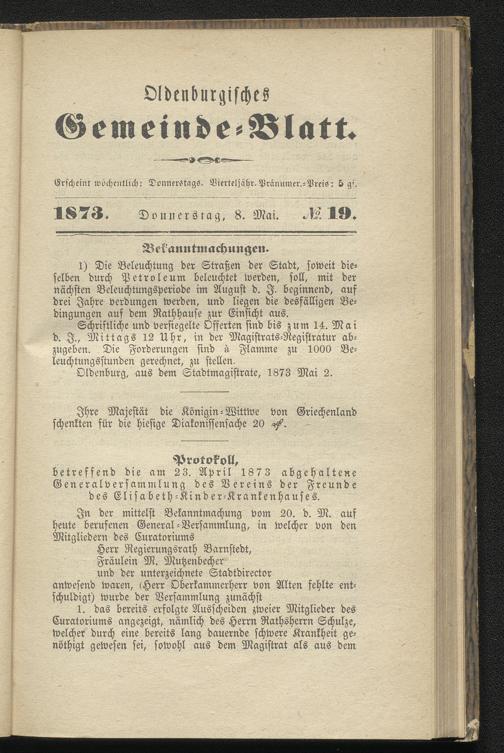 Oldenburgisches
Gemeinde-Blatt.
Erscheint wöchentlich: Donnerstags. Vierteljähr. Pränumer.-Preis: 5 gr.
1873. Donnerstag, 8. Mai. № 19.
Bekanntmachungen.
1) Die Beleuchtung der Straßen der Stadt, soweit die-
selben durch Petroleum beleuchtet werden, soll, mit der
nächsten Beleuchtungsperiode im August d. J. beginnend, auf
drei Jahre verdungen werden, und liegen die desfälligen Be-
dingungen auf dem Rathhause zur Einsicht aus.
Schriftliche und versiegelte Offerten sind bis zum 14. Mai
d. J., Mittags 12 Uhr, in der Magistrats-Registratur ab-
zugeben. Die Forderungen sind à Flamme zu 1000 Be-
leuchtungsstunden gerechnet, zu stellen.
Oldenburg, aus dem Stadtmagistrate, 1873 Mai 2.
Ihre Majestät die Königin-Wittwe von Griechenland
schenkten für die hiesige Diakonissensache 20 ₰.
Protokoll,
betreffend die am 23. April 1873 abgehaltene
Generalversammlung des Vereins der Freunde
des Elisabeth-Kinder-Krankenhauses.
In der mittelst Bekanntmachung vom 20. d. M. auf
heute berufenen General-Versammlung, in welcher von den
Mitgliedern des Curatoriums
Herr Regierungsrath Barnstedt,
Fräulein M. Mutzenbecher
und der unterzeichnete Stadtdirector
anwesend waren, (Herr Oberkammerherr von Alten fehlte ent-
schuldigt) wurde der Versammlung zunächst
1. das bereits erfolgte Ausscheiden zweier Mitglieder des
Curatoriums angezeigt, nämlich des Herrn Rathsherrn Schulze,
welcher durch eine bereits lang dauernde schwere Krankheit ge-
nöthigt gewesen sei, sowohl aus dem Magistrat als aus dem